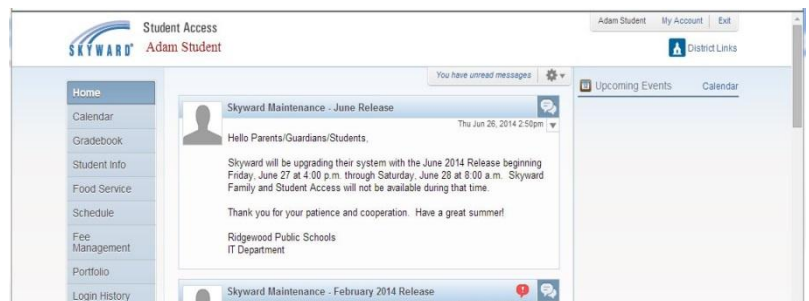 Student Access
SKYWARD
Adam Student
Adam Student My Account Exit
District Links
Home
Calendar
Gradebook
Student Info
Food Service
Schedule
Fee
Management
Portfolio
Login History
You have unread messages
Skyward Maintenance - June Release
Thu Jun 26, 2014 2:50pm
Hello Parents/Guardians/Students,
Skyward will be upgrading their system with the June 2014 Release beginning
Friday, June 27 at 4:00 p.m. through Saturday, June 28 at 8:00 a.m. Skyward
Family and Student Access will not be available during that time.
Thank you for your patience and cooperation. Have a great summer!
Ridgewood Public Schools
IT Department
Skyward Maintenance - February 2014 Release
Upcoming Events Calendar